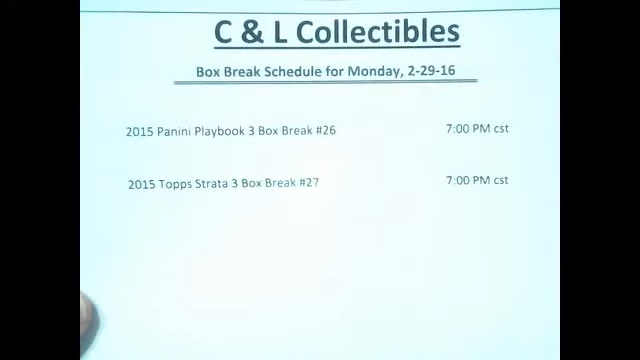 C & L Collectibles
Box Break Schedule for Monday, 2-29-16
2015 Panini Playbook 3 Box Break #26 7:00 PM cst
2015 Topps Strata 3 Box Break #27 7:00 PM cst